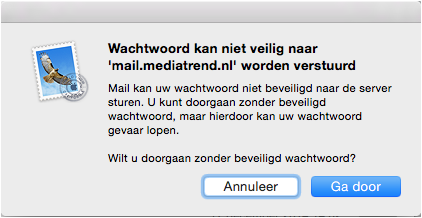 Wachtwoord kan niet veilig naar
'mail.mediatrend.nl' worden verstuurd
Mail kan uw wachtwoord niet beveiligd naar de server
sturen. U kunt doorgaan zonder beveiligd
wachtwoord, maar hierdoor kan uw wachtwoord
gevaar lopen.
Wilt u doorgaan zonder beveiligd wachtwoord?
Annuleer
Ga door